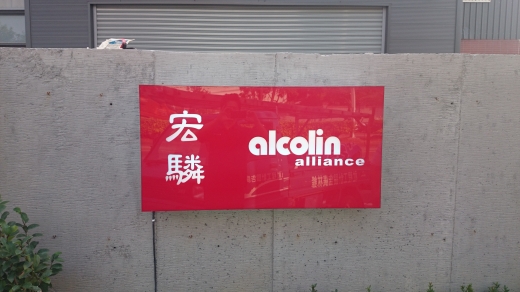 宏
驎
alcolin
alliance